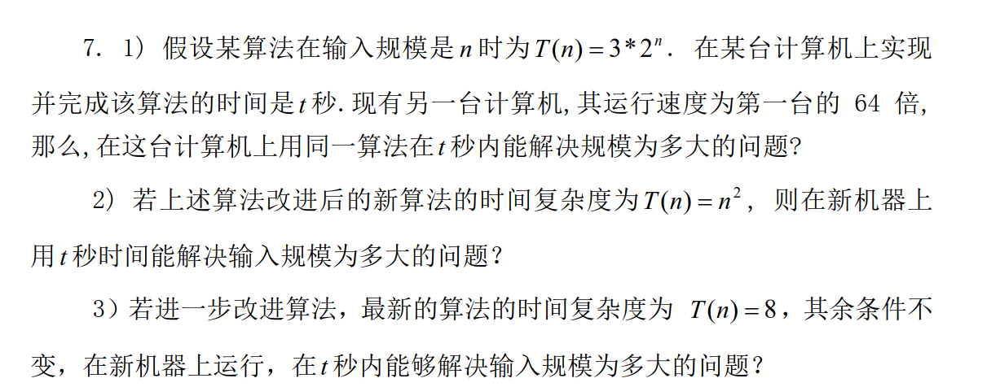 7. 1) 假设某算法在输入规模是n时为T(n)=3*2ⁿ. 在某台计算机上实现
并完成该算法的时间是t秒.现有另一台计算机,其运行速度为第一台的 64 倍,
那么,在这台计算机上用同一算法在t秒内能解决规模为多大的问题?
2) 若上述算法改进后的新算法的时间复杂度为T(n)=n², 则在新机器上
用t秒时间能解决输入规模为多大的问题？
3）若进一步改进算法，最新的算法的时间复杂度为 T(n)=8，其余条件不
变，在新机器上运行，在t秒内能够解决输入规模为多大的问题？